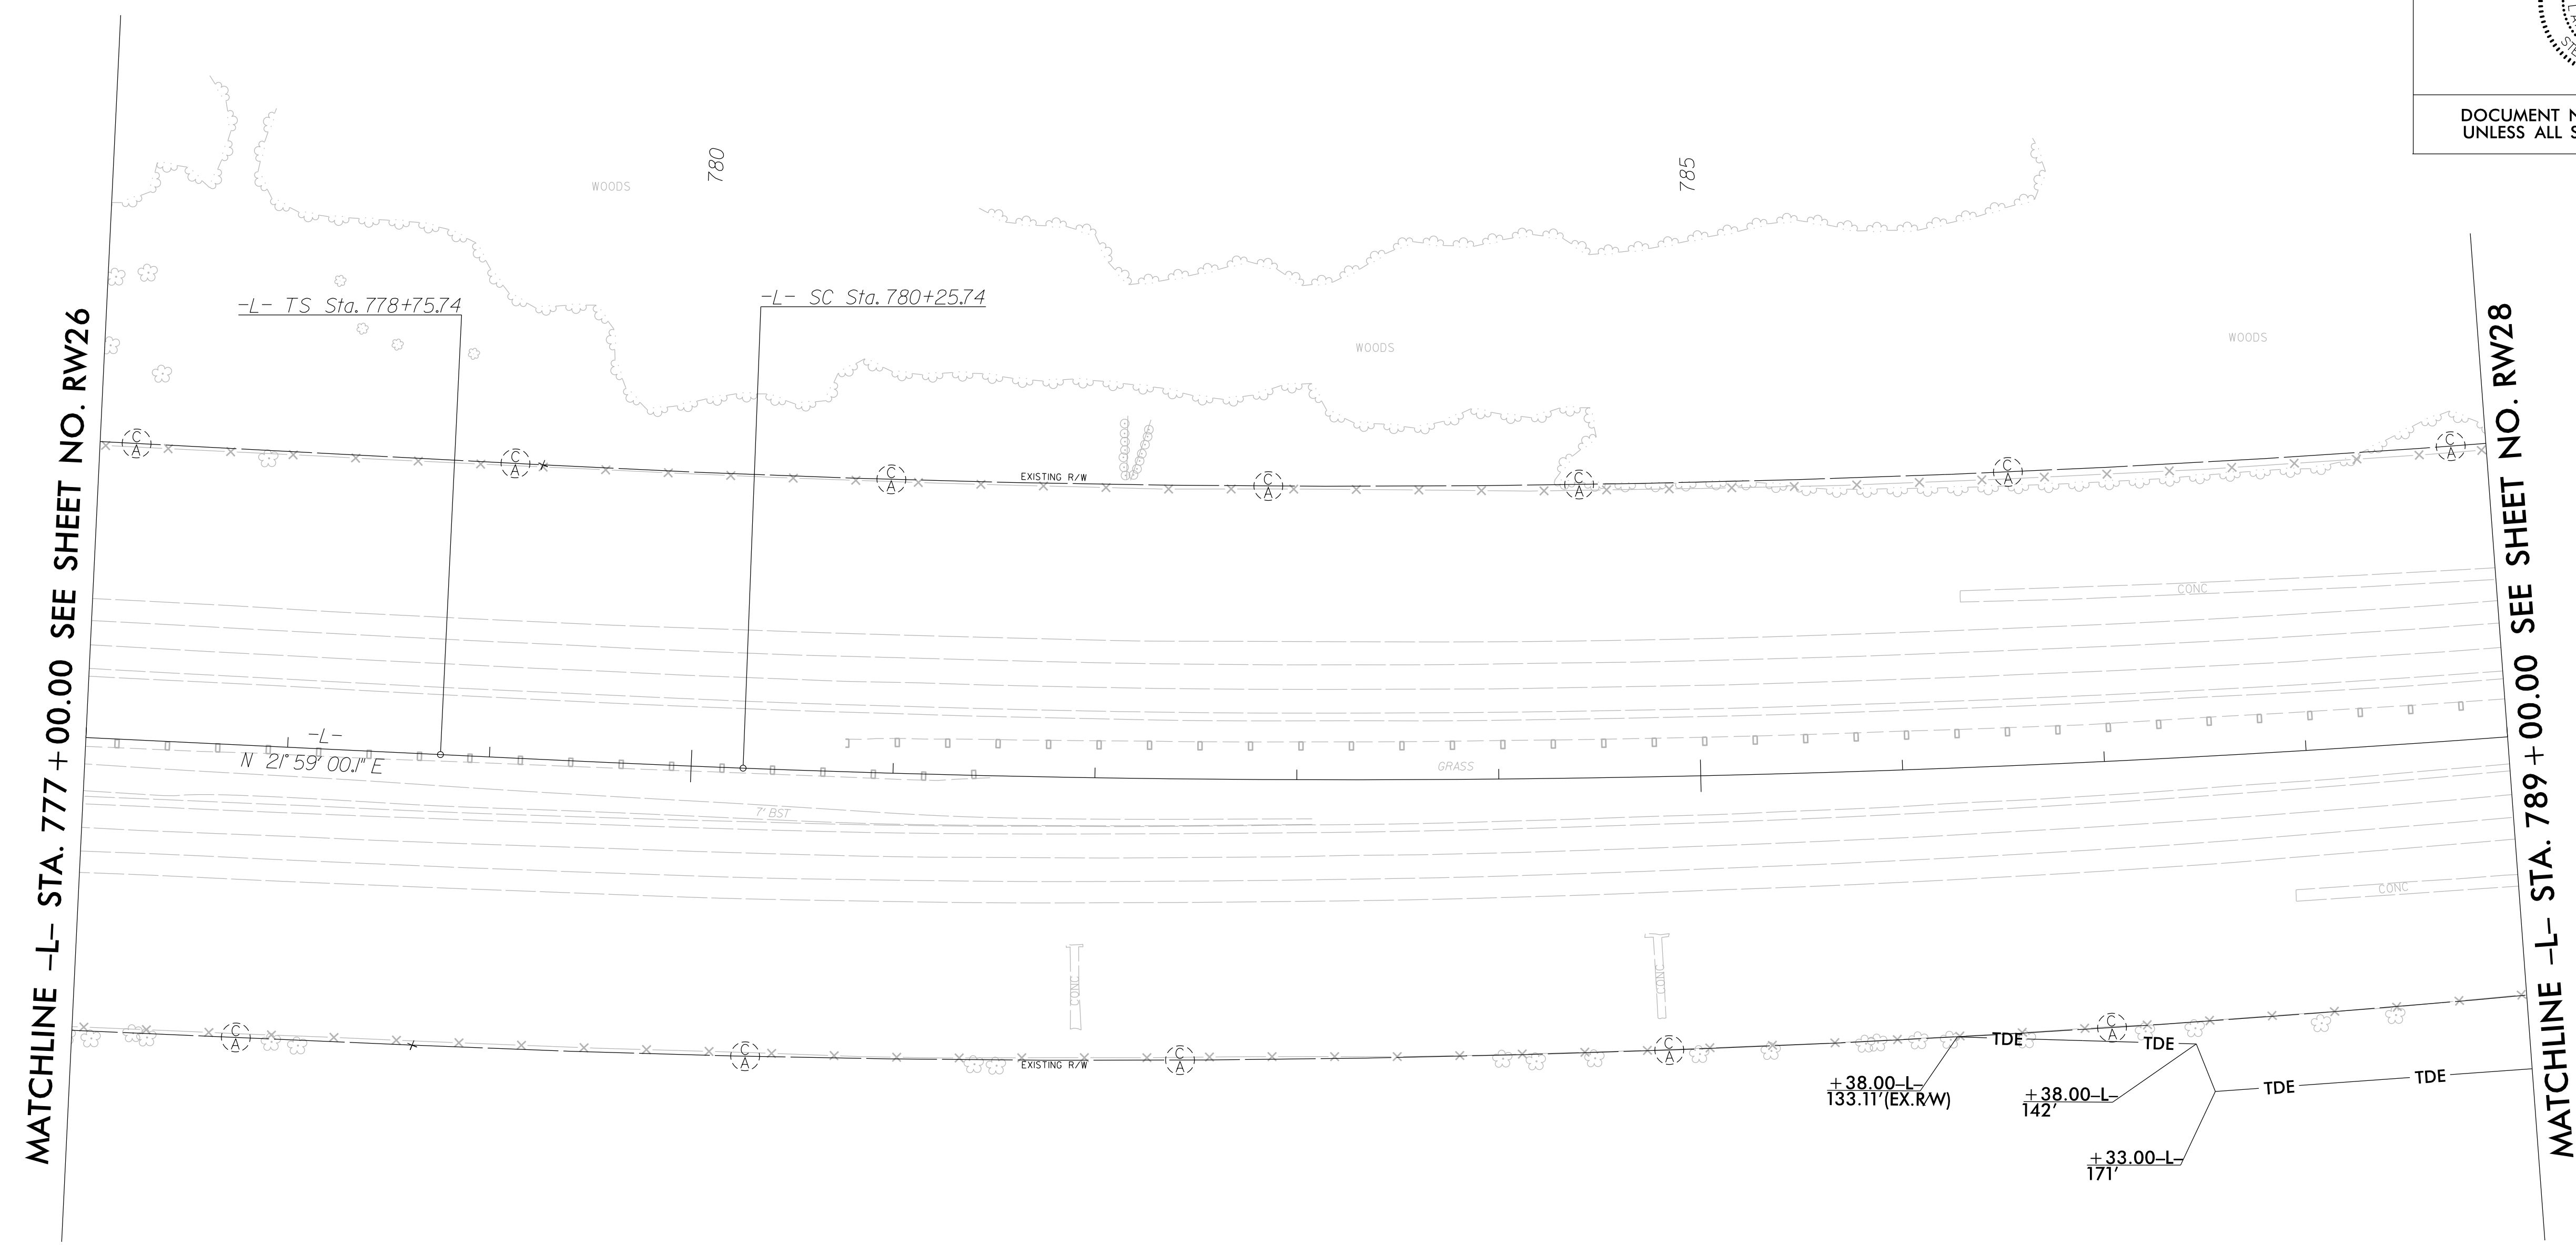 DOCUMENT N
UNLESS ALL S
780
785
WOODS
-L- TS Sta. 778+75.74
-L- SC Sta. 780+25.74
WOODS
WOODS
MATCHLINE -L- STA. 777+00.00 SEE SHEET NO. RW26
MATCHLINE -L- STA. 789+00.00 SEE SHEET NO. RW28
C
A
C
A
C
A
EXISTING R/W
C
A
C
A
C
A
C
A
CONC
-L-
N 21° 59' 00.1" E
GRASS
7' BST
CONC
CONC
CONC
C
A
C
A
EXISTING R/W
C
A
C
A
C
A
TDE
TDE
+38.00-L-
133.11'(EX.R/W)
+38.00-L-
142'
TDE
TDE
+33.00-L-
171'